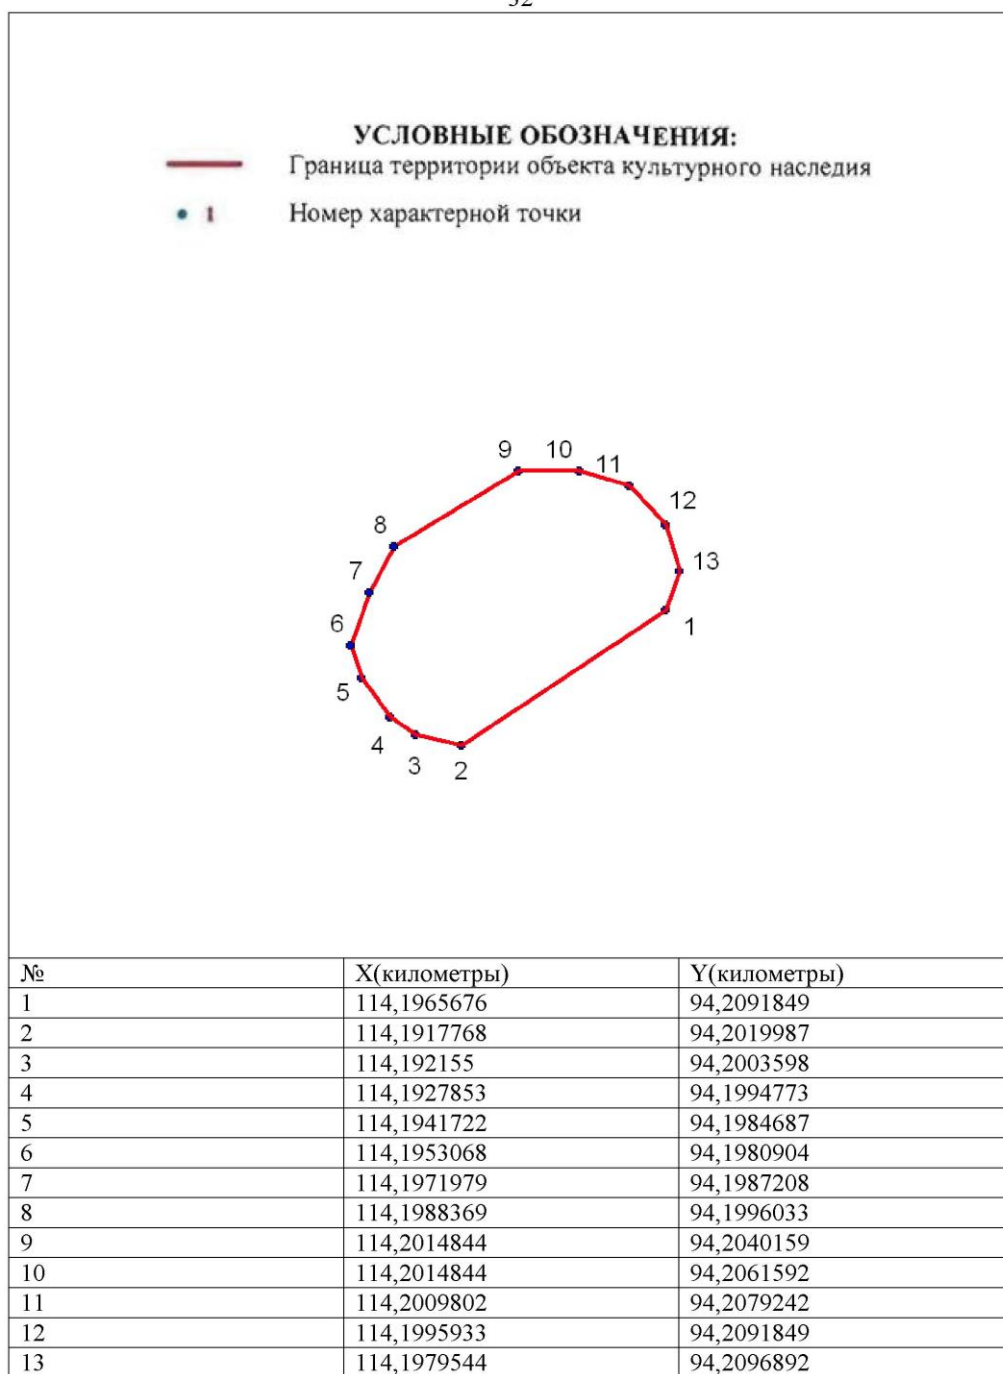 32
УСЛОВНЫЕ ОБОЗНАЧЕНИЯ:
Граница территории объекта культурного наследия
1 Номер характерной точки
9 10 11
12
8
13
7
6
1
5
4
3
2
№ X(километры) Y(километры)
1 114,1965676 94,2091849
2 114,1917768 94,2019987
3 114,192155 94,2003598
4 114,1927853 94,1994773
5 114,1941722 94,1984687
6 114,1953068 94,1980904
7 114,1971979 94,1987208
8 114,1988369 94,1996033
9 114,2014844 94,2040159
10 114,2014844 94,2061592
11 114,2009802 94,2079242
12 114,1995933 94,2091849
13 114,1979544 94,2096892